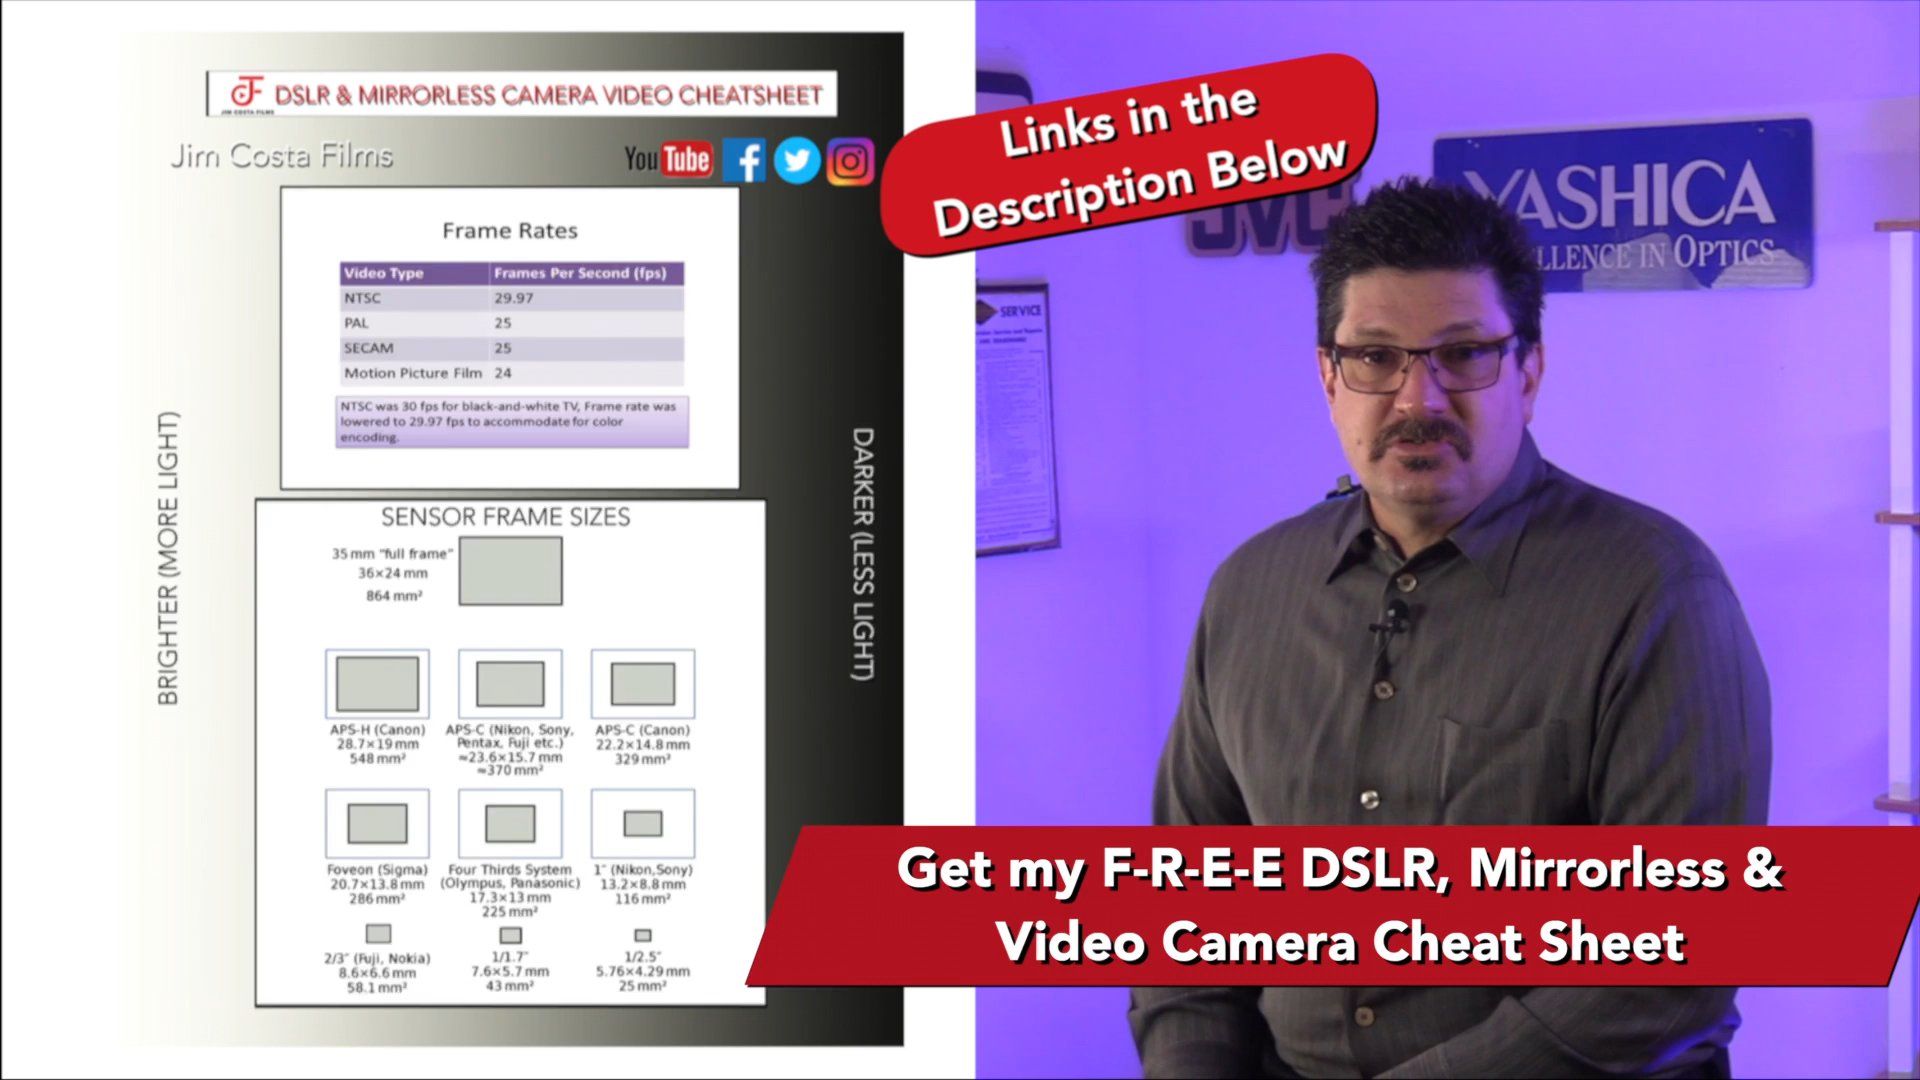 DSLR & MIRRORLESS CAMERA VIDEO CHEATSHEET
JIM COSTA FILMS
Jim Costa Films
YouTube
Frame Rates
Video Type Frames Per Second (fps)
NTSC 29.97
PAL 25
SECAM 25
Motion Picture Film 24
NTSC was 30 fps for black-and-white TV, Frame rate was
lowered to 29.97 fps to accommodate for color
encoding.
BRIGHTER (MORE LIGHT)
DARKER (LESS LIGHT)
SENSOR FRAME SIZES
35 mm "full frame"
36×24 mm
864 mm²
APS-H (Canon)
28.7×19 mm
548 mm²
APS-C (Nikon, Sony,
Pentax, Fuji etc.)
≈23.6×15.7 mm
≈370 mm²
APS-C (Canon)
22.2×14.8 mm
329 mm²
Foveon (Sigma)
20.7×13.8 mm
286 mm²
Four Thirds System
(Olympus, Panasonic)
17.3×13 mm
225 mm²
1" (Nikon,Sony)
13.2×8.8 mm
116 mm²
2/3" (Fuji, Nokia)
8.6×6.6 mm
58.1 mm²
1/1.7"
7.6×5.7 mm
43 mm²
1/2.5"
5.76×4.29 mm
25 mm²
Links in the
Description Below
JVC
YASHICA
LLENCE IN OPTICS
SERVICE
Get my F-R-E-E DSLR, Mirrorless &
Video Camera Cheat Sheet